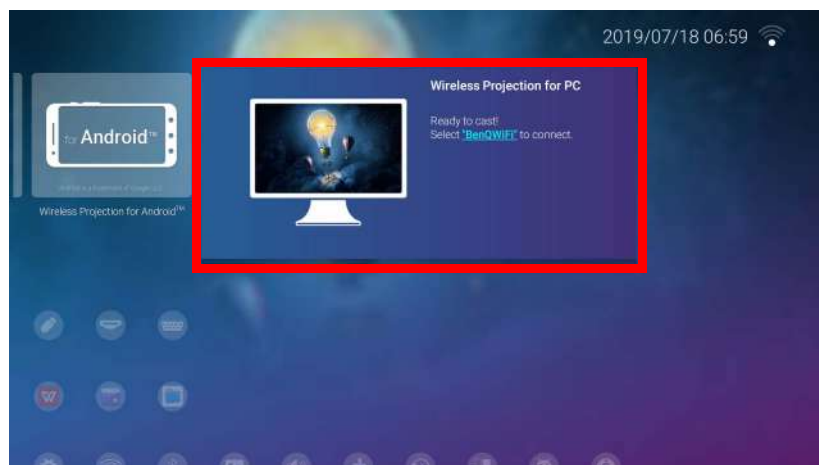 2019/07/18 06:59
Wireless Projection for PC
Ready to cast!
Select "BenQWIFI" to connect.
for Android™
Wireless Projection for Android™